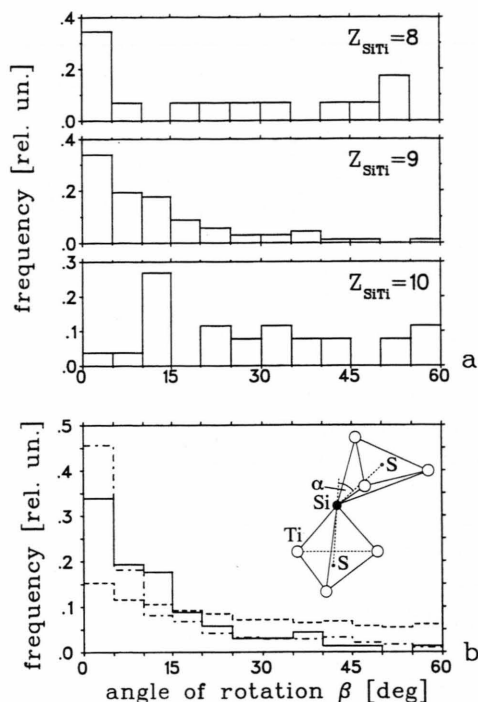 .4
Z_SiTi=8
.2
.0
.4
Z_SiTi=9
.2
.0
.3
Z_SiTi=10
.2
.1
.0
0 15 30 45 60
a
frequency [rel. un.]
.5
.4
.3
.2
.1
.0
0 15 30 45 60
S
α
Si
Ti
S
b
frequency [rel. un.]
angle of rotation β [deg]